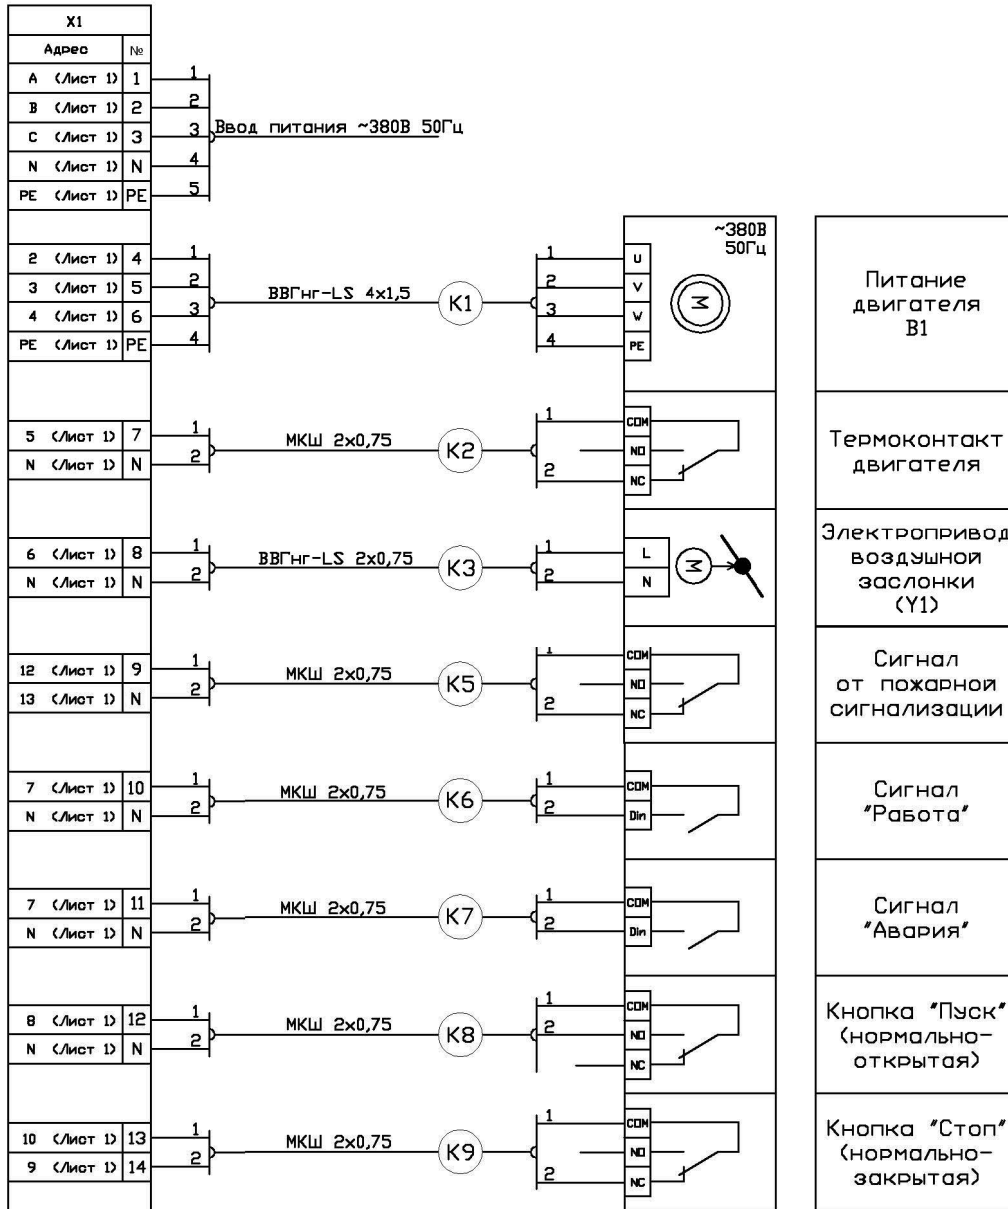 X1
Адрес №
A (Лист 1) 1 1
B (Лист 1) 2 2
C (Лист 1) 3 3 Ввод питания ~380В 50Гц
N (Лист 1) N 4
PE (Лист 1) PE 5
~380В
50Гц
2 (Лист 1) 4 1 1 U
3 (Лист 1) 5 2 2 V
ВВГнг-LS 4x1,5 K1 M
4 (Лист 1) 6 3 3 W
PE (Лист 1) PE 4 4 PE
Питание
двигателя
В1
1 COM
5 (Лист 1) 7 1 МКШ 2x0,75 K2 NO
N (Лист 1) N 2 2 NC
Термоконтакт
двигателя
6 (Лист 1) 8 1 ВВГнг-LS 2x0,75 K3 1 L M
N (Лист 1) N 2 2 N
Электропривод
воздушной
заслонки
(Y1)
1 COM
12 (Лист 1) 9 1 МКШ 2x0,75 K5 NO
13 (Лист 1) N 2 2 NC
Сигнал
от пожарной
сигнализации
7 (Лист 1) 10 1 МКШ 2x0,75 K6 1 COM
N (Лист 1) N 2 2 Din
Сигнал
"Работа"
7 (Лист 1) 11 1 МКШ 2x0,75 K7 1 COM
N (Лист 1) N 2 2 Din
Сигнал
"Авария"
1 COM
8 (Лист 1) 12 1 МКШ 2x0,75 K8 2 NO
N (Лист 1) N 2 NC
Кнопка "Пуск"
(нормально-
открытая)
1 COM
10 (Лист 1) 13 1 МКШ 2x0,75 K9 NO
9 (Лист 1) 14 2 2 NC
Кнопка "Стоп"
(нормально-
закрытая)